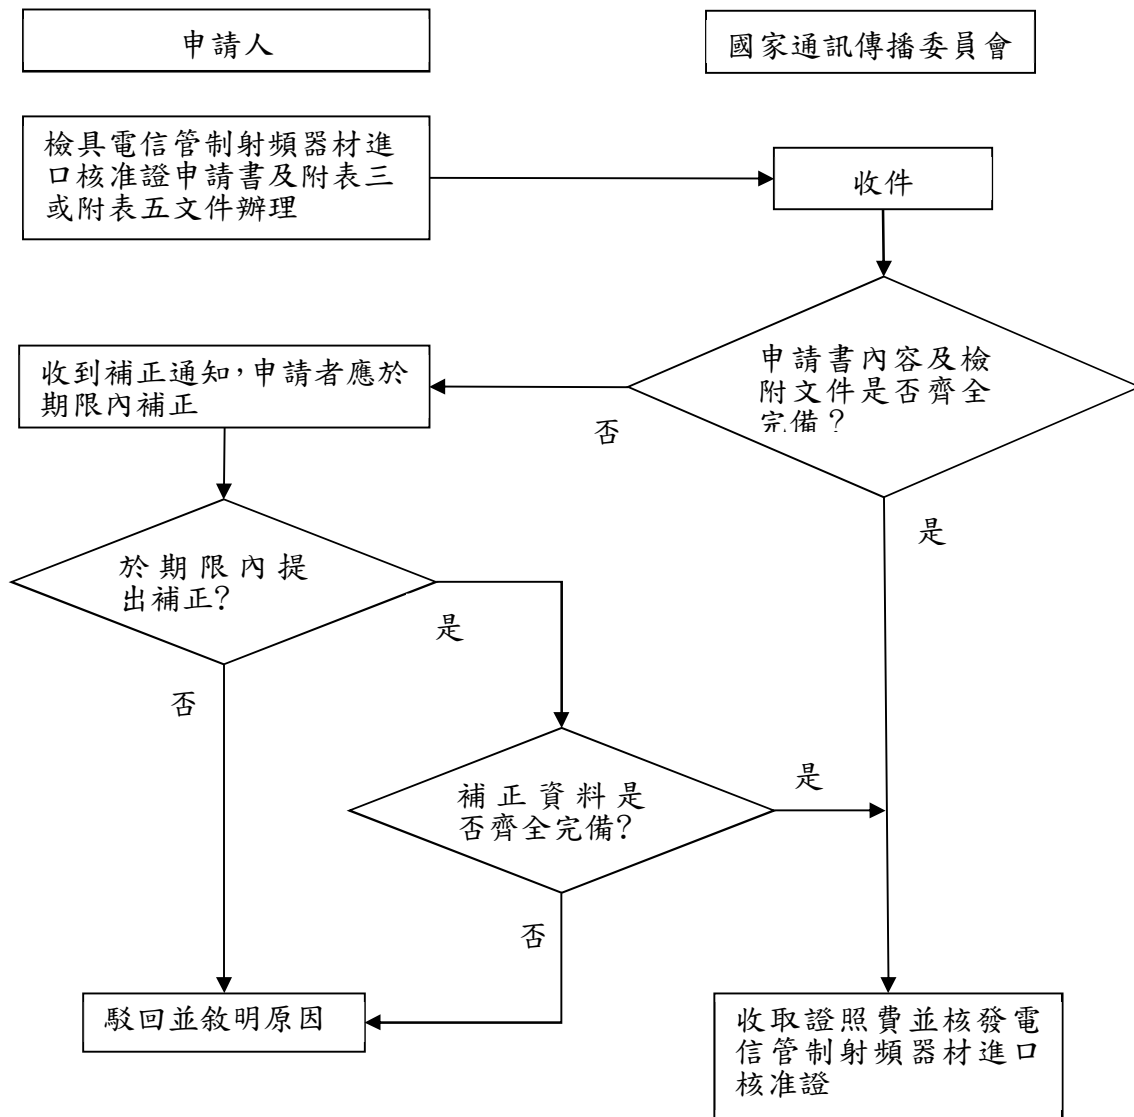 申請人
國家通訊傳播委員會
檢具電信管制射頻器材進
口核准證申請書及附表三
或附表五文件辦理
收件
申請書內容及檢
附文件是否齊全
完備？
收到補正通知，申請者應於
期限內補正
否
是
於期限內提
出補正？
是
否
補正資料是
否齊全完備？
是
否
駁回並敘明原因
收取證照費並核發電
信管制射頻器材進口
核准證